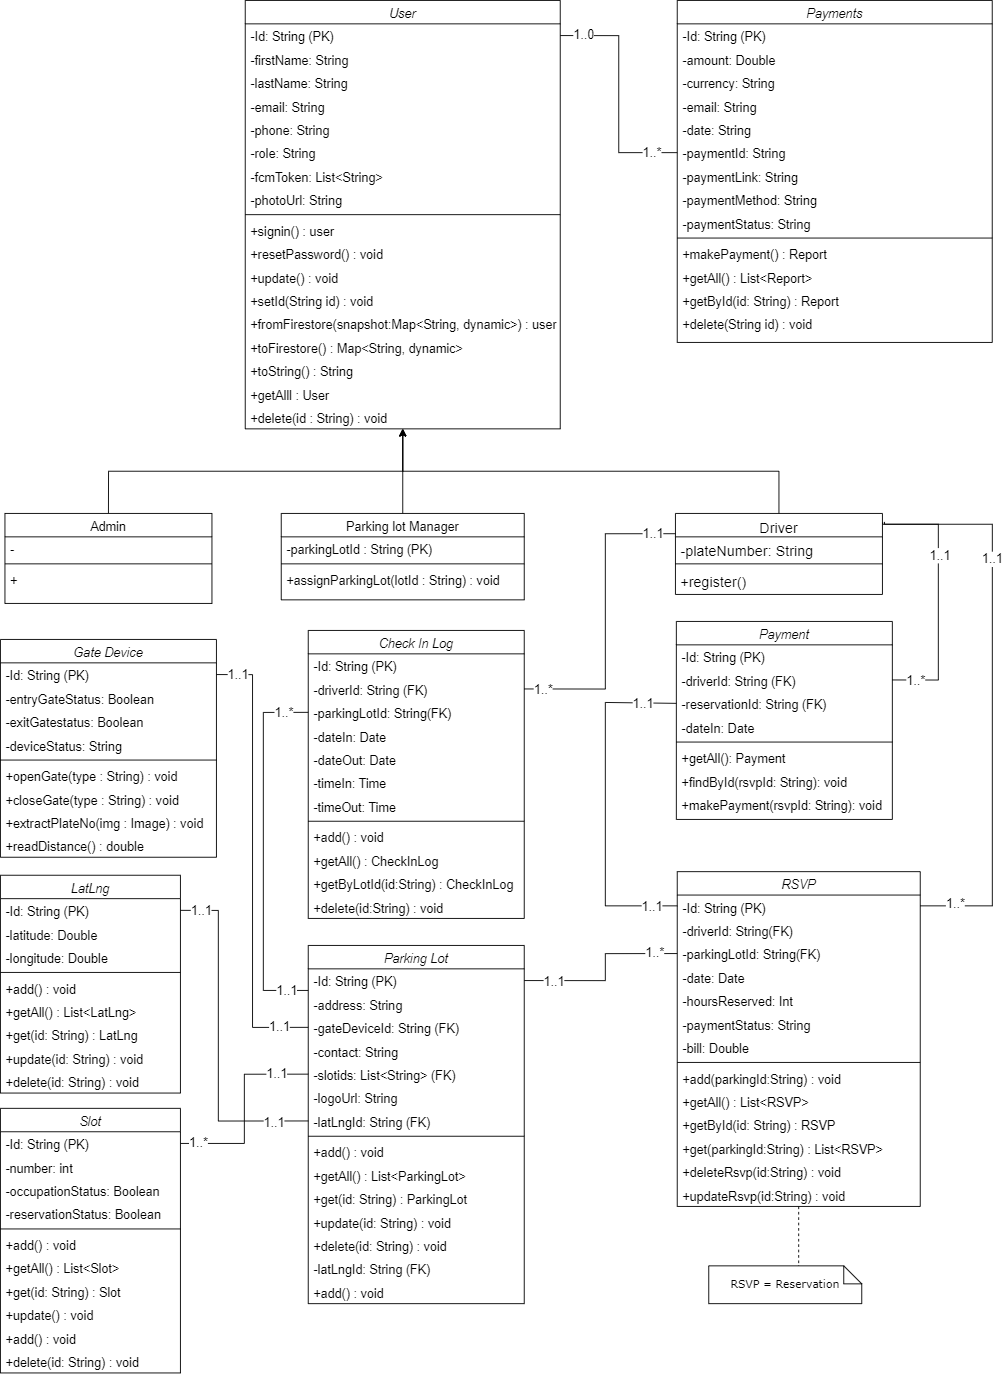 User
-Id: String (PK)
-firstName: String
-lastName: String
-email: String
-phone: String
-role: String
-fcmToken: List<String>
-photoUrl: String
+signin() : user
+resetPassword() : void
+update() : void
+setId(String id) : void
+fromFirestore(snapshot:Map<String, dynamic>) : user
+toFirestore() : Map<String, dynamic>
+toString() : String
+getAlll : User
+delete(id : String) : void
1..0
1..*
Payments
-Id: String (PK)
-amount: Double
-currency: String
-email: String
-date: String
-paymentId: String
-paymentLink: String
-paymentMethod: String
-paymentStatus: String
+makePayment() : Report
+getAll() : List<Report>
+getById(id: String) : Report
+delete(String id) : void
Admin
-
+
Parking lot Manager
-parkingLotId : String (PK)
+assignParkingLot(lotId : String) : void
Driver
-plateNumber: String
+register()
1..1
1..1
1..1
Gate Device
-Id: String (PK)
-entryGateStatus: Boolean
-exitGatestatus: Boolean
-deviceStatus: String
+openGate(type : String) : void
+closeGate(type : String) : void
+extractPlateNo(img : Image) : void
+readDistance() : double
1..1
1..*
Check In Log
-Id: String (PK)
-driverId: String (FK)
-parkingLotId: String(FK)
-dateIn: Date
-dateOut: Date
-timeIn: Time
-timeOut: Time
+add() : void
+getAll() : CheckInLog
+getByLotId(id:String) : CheckInLog
+delete(id:String) : void
1..*
1..1
Payment
-Id: String (PK)
-driverId: String (FK)
-reservationId: String (FK)
-dateIn: Date
+getAll(): Payment
+findById(rsvpId: String): void
+makePayment(rsvpId: String): void
1..*
LatLng
-Id: String (PK)
-latitude: Double
-longitude: Double
+add() : void
+getAll() : List<LatLng>
+get(id: String) : LatLng
+update(id: String) : void
+delete(id: String) : void
1..1
1..1
1..1
1..1
1..1
Parking Lot
-Id: String (PK)
-address: String
-gateDeviceId: String (FK)
-contact: String
-slotids: List<String> (FK)
-logoUrl: String
-latLngId: String (FK)
+add() : void
+getAll() : List<ParkingLot>
+get(id: String) : ParkingLot
+update(id: String) : void
+delete(id: String) : void
-latLngId: String (FK)
+add() : void
1..1
1..*
1..1
RSVP
-Id: String (PK)
-driverId: String(FK)
-parkingLotId: String(FK)
-date: Date
-hoursReserved: Int
-paymentStatus: String
-bill: Double
+add(parkingId:String) : void
+getAll() : List<RSVP>
+getById(id: String) : RSVP
+get(parkingId:String) : List<RSVP>
+deleteRsvp(id:String) : void
+updateRsvp(id:String) : void
1..*
Slot
-Id: String (PK)
-number: int
-occupationStatus: Boolean
-reservationStatus: Boolean
+add() : void
+getAll() : List<Slot>
+get(id: String) : Slot
+update() : void
+add() : void
+delete(id: String) : void
1..*
RSVP = Reservation